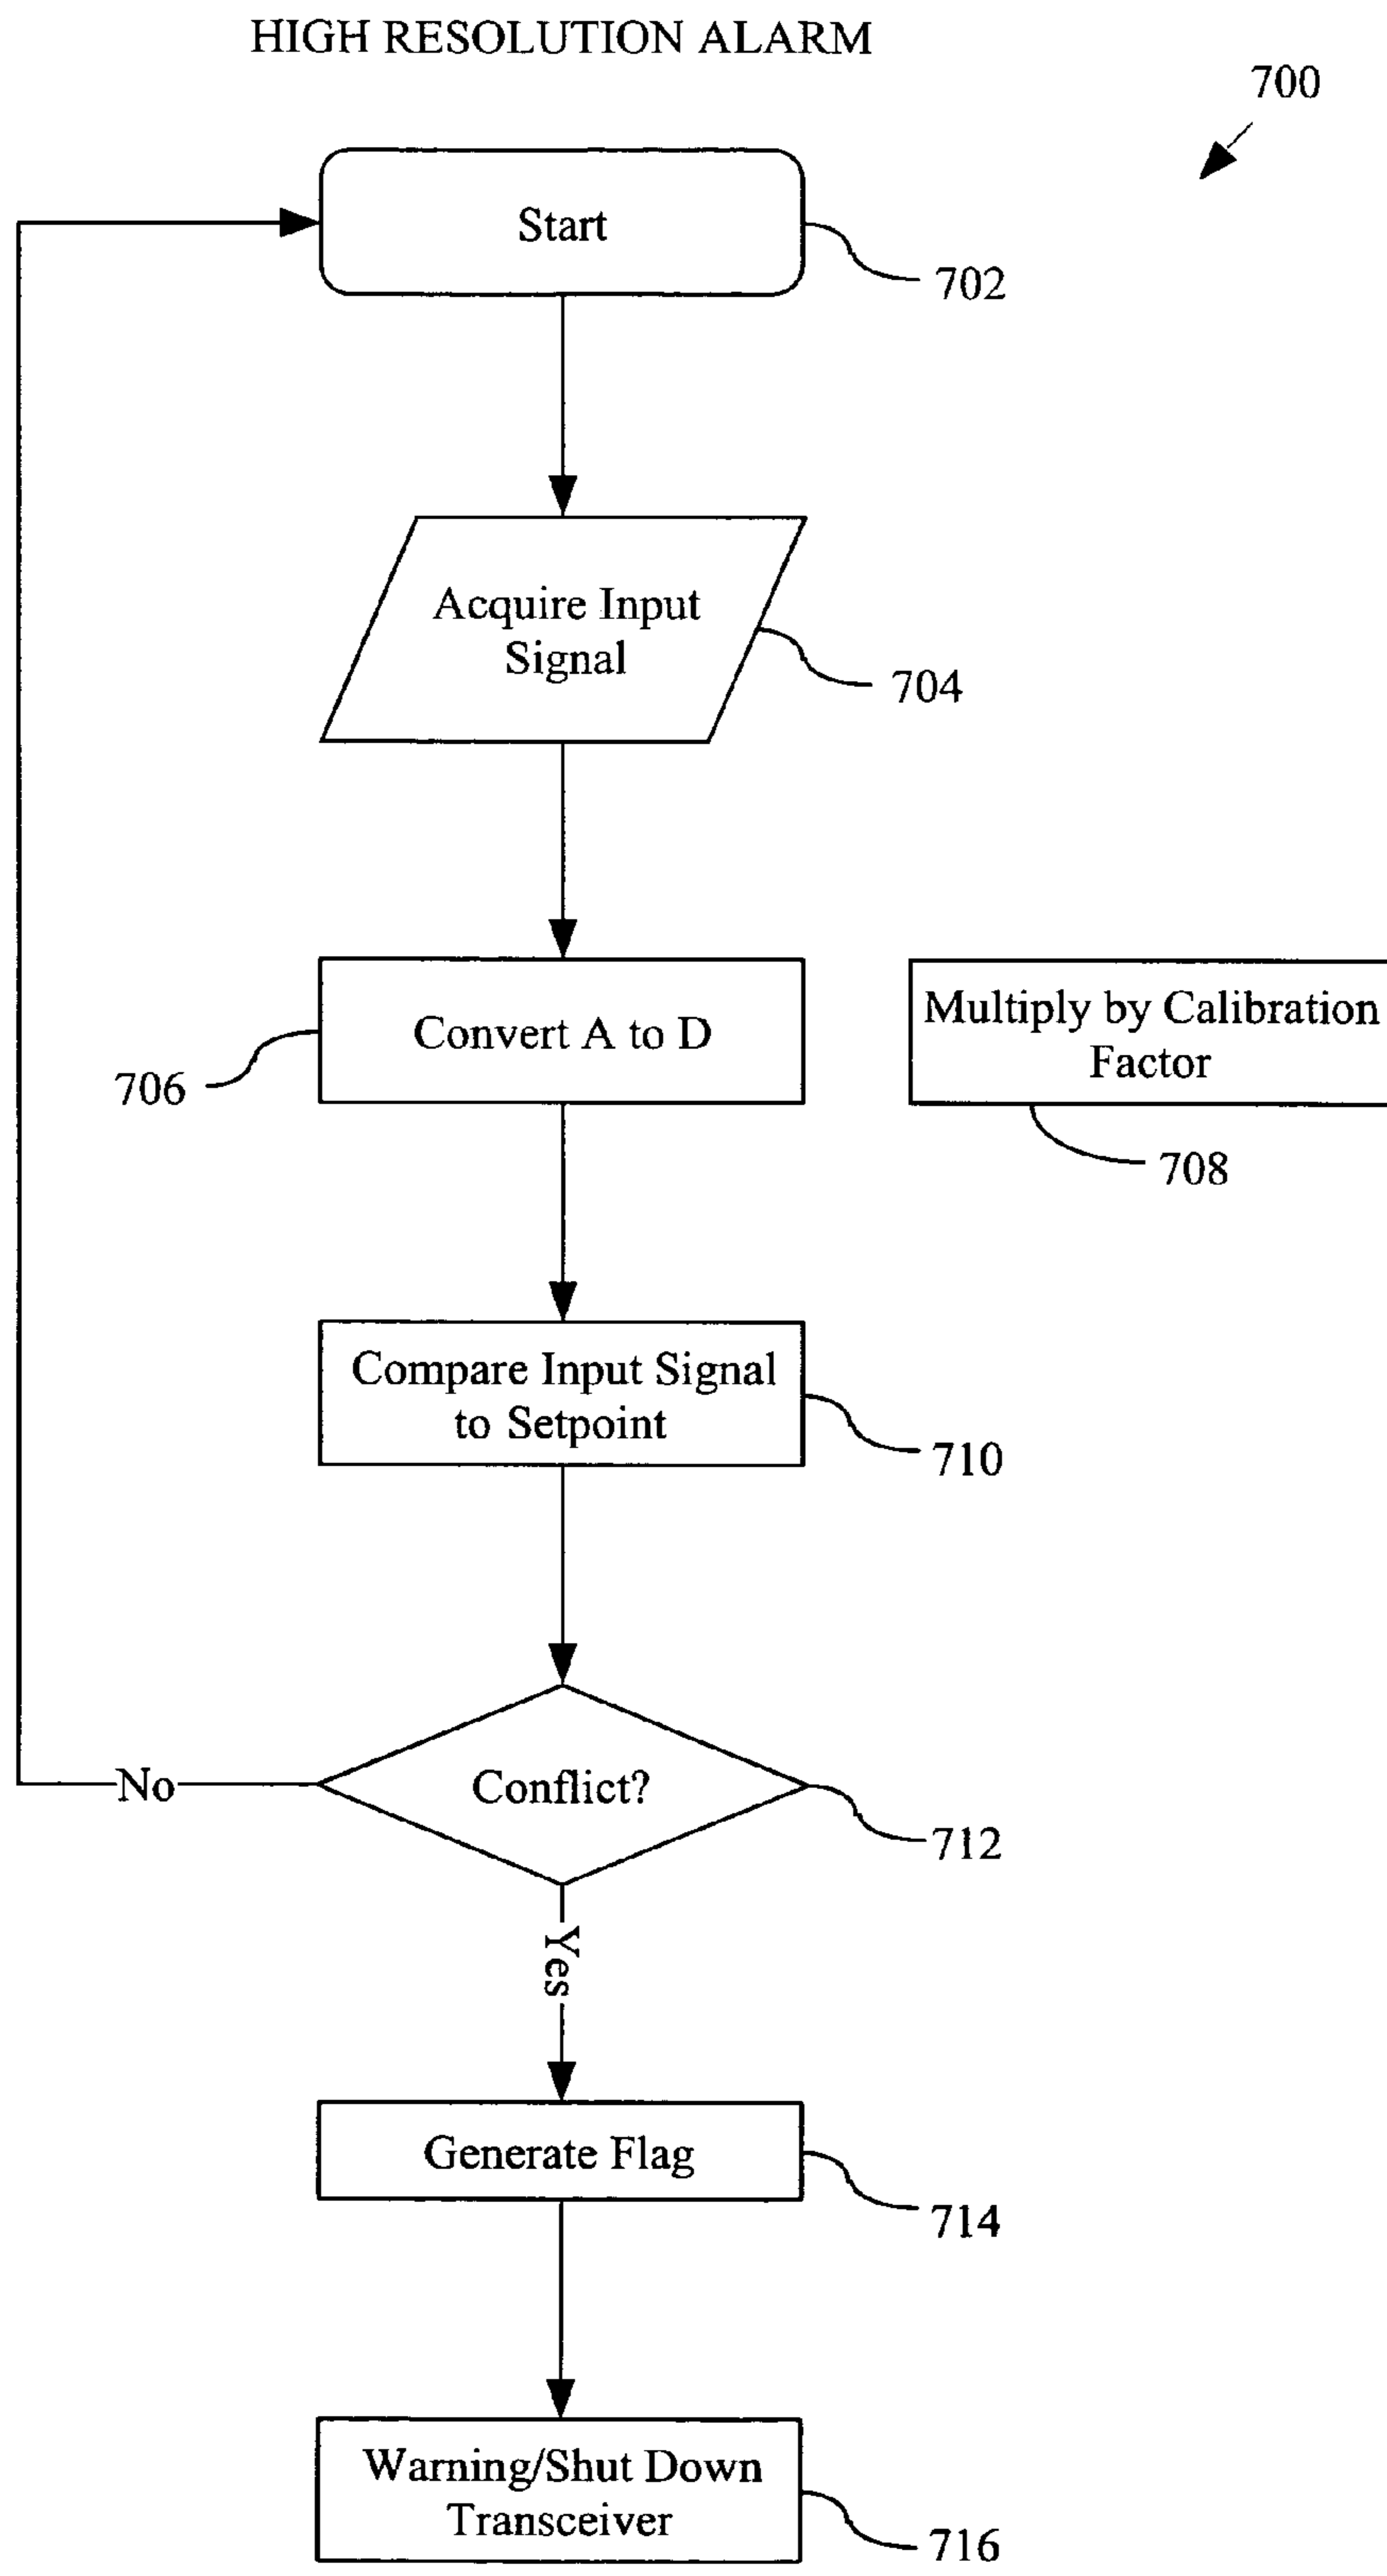 HIGH RESOLUTION ALARM
700
Start
702
Acquire Input
Signal
704
Convert A to D
706
Multiply by Calibration
Factor
708
Compare Input Signal
to Setpoint
710
Conflict?
No
712
Yes
Generate Flag
714
Warning/Shut Down
Transceiver
716